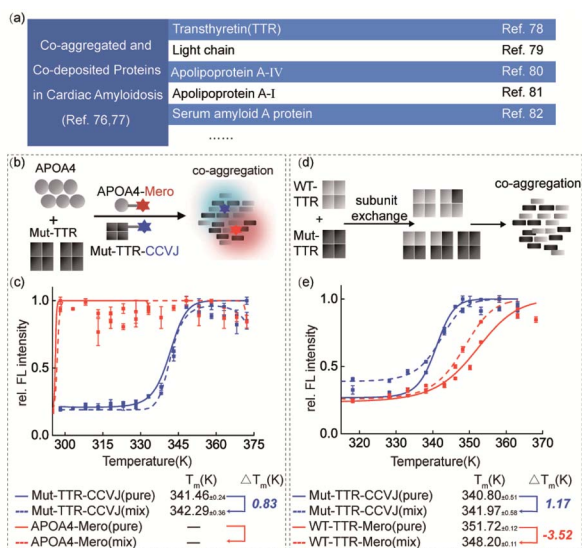 (a)
Co-aggregated and
Co-deposited Proteins
in Cardiac Amyloidosis
(Ref. 76,77)
Transthyretin(TTR) Ref. 78
Light chain Ref. 79
Apolipoprotein A-IV Ref. 80
Apolipoprotein A-I Ref. 81
Serum amyloid A protein Ref. 82
......
(b)
APOA4
+
Mut-TTR
APOA4-Mero
Mut-TTR-CCVJ
co-aggregation
(d)
WT-
TTR
+
Mut-
TTR
subunit
exchange
co-aggregation
(c)
rel. FL intensity
1.0
0.5
0.0
300 315 330 345 360 375
Temperature(K)
Tm(K) △Tm(K)
Mut-TTR-CCVJ(pure) 341.46±0.24
0.83
Mut-TTR-CCVJ(mix) 342.29±0.36
APOA4-Mero(pure) —
APOA4-Mero(mix) —
(e)
rel. FL intensity
1.0
0.5
0.0
320 330 340 350 360 370
Temperature(K)
Tm(K) △Tm(K)
Mut-TTR-CCVJ(pure) 340.80±0.51
1.17
Mut-TTR-CCVJ(mix) 341.97±0.58
WT-TTR-Mero(pure) 351.72±0.12
-3.52
WT-TTR-Mero(mix) 348.20±0.11